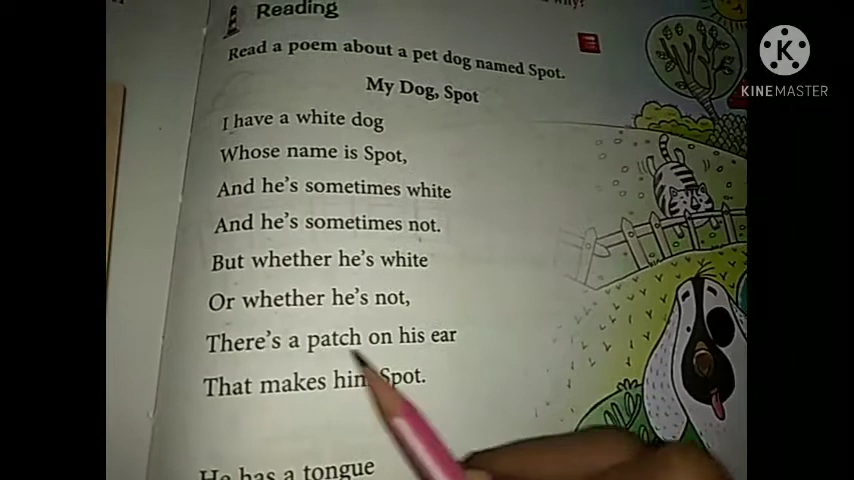 Reading
why?
Read a poem about a pet dog named Spot.
My Dog, Spot
I have a white dog
Whose name is Spot,
And he's sometimes white
And he's sometimes not.
But whether he's white
Or whether he's not,
There's a patch on his ear
That makes him Spot.
He has a tongue
K
KINEMASTER